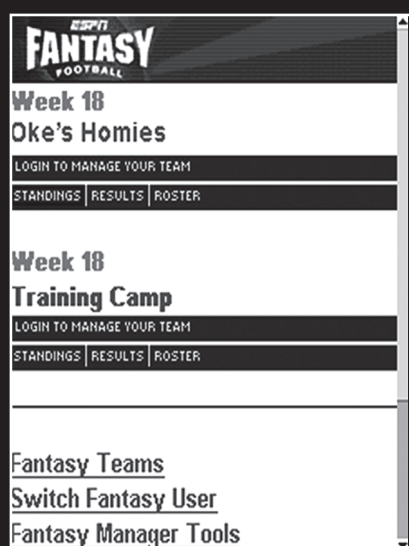 ESPN
FANTASY
FOOTBALL
Week 18
Oke's Homies
LOGIN TO MANAGE YOUR TEAM
STANDINGS RESULTS ROSTER
Week 18
Training Camp
LOGIN TO MANAGE YOUR TEAM
STANDINGS RESULTS ROSTER
Fantasy Teams
Switch Fantasy User
Fantasy Manager Tools